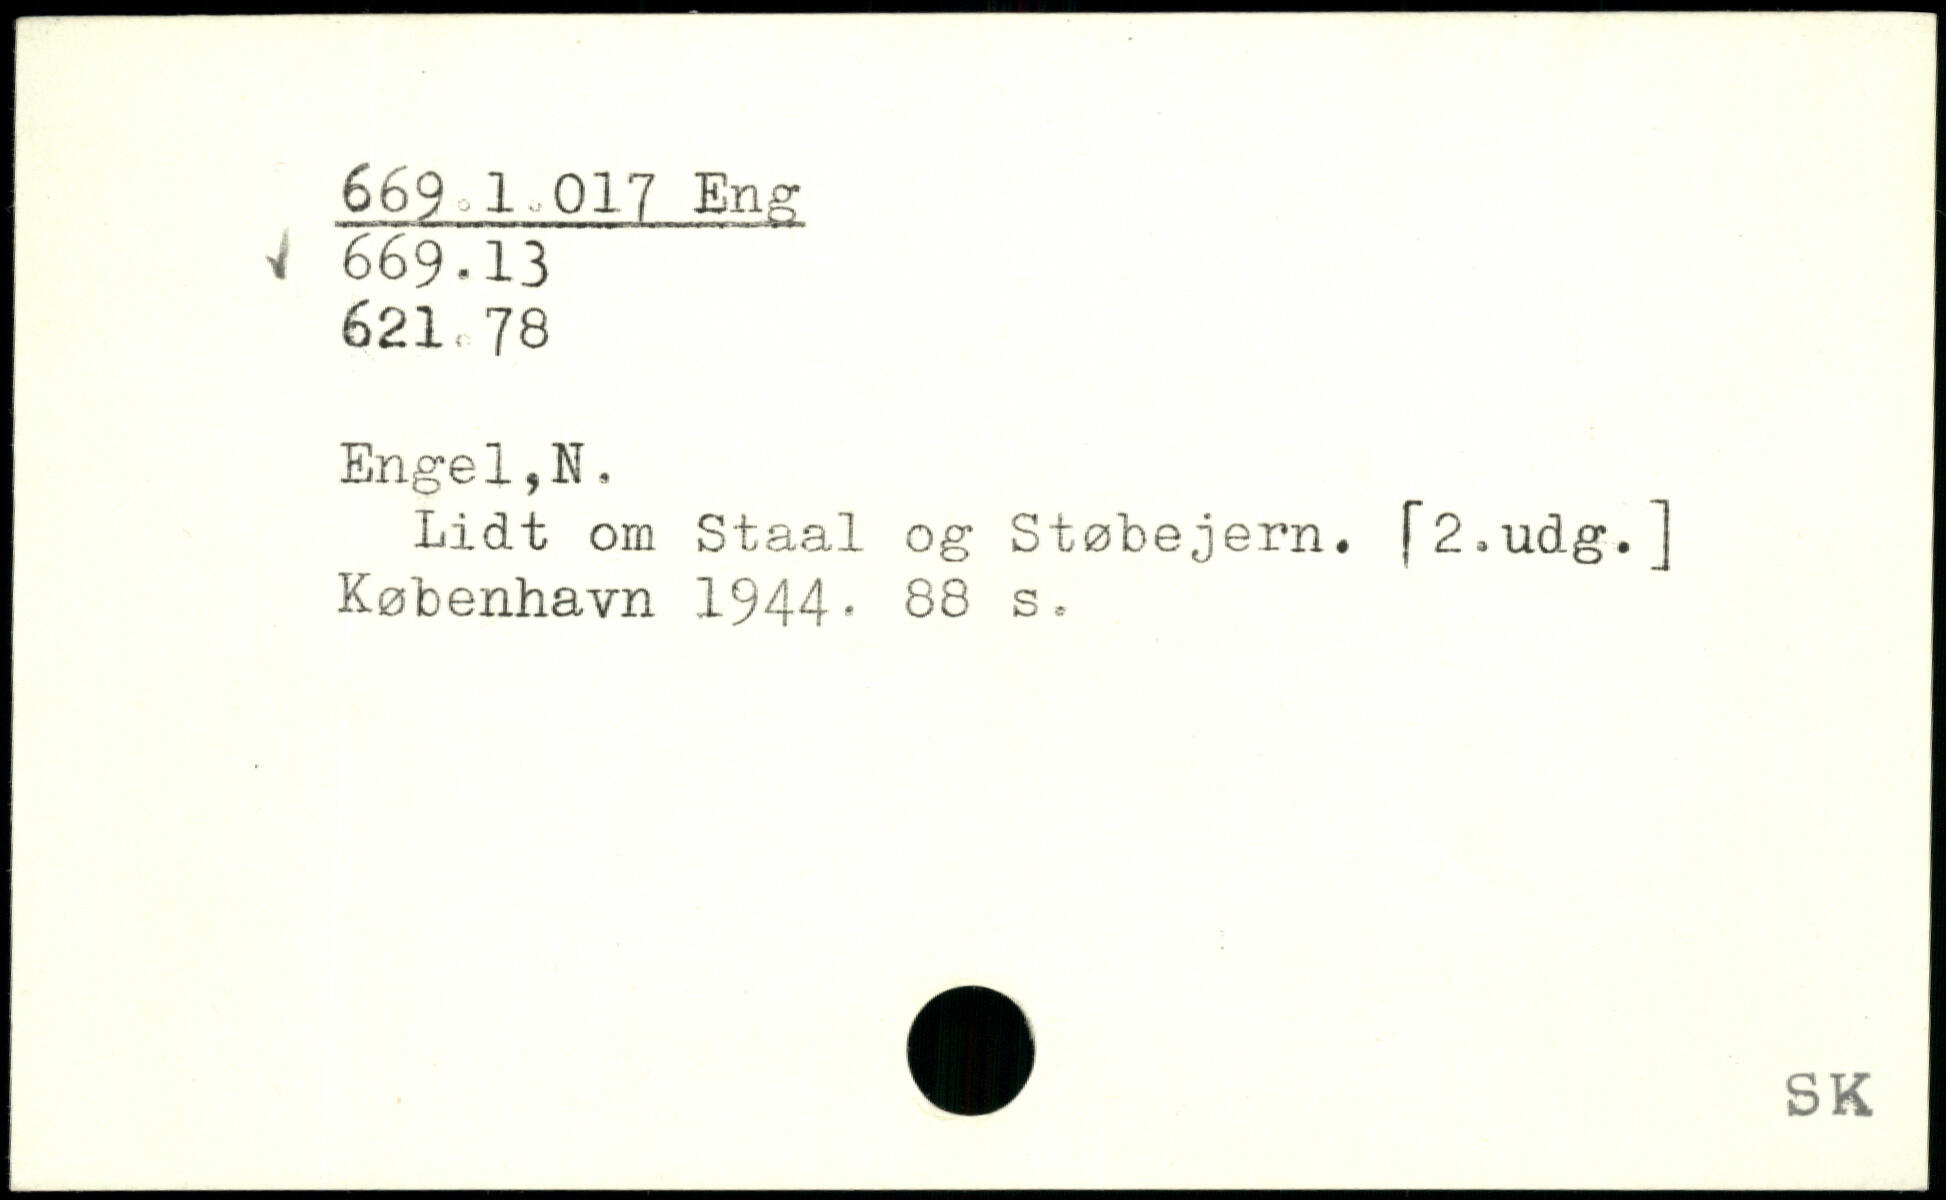 669.1.017 Eng
✓ 669.13
621.78
Engel,N.
Lidt om Staal og Støbejern. [2.udg.]
København 1944. 88 s.
SK